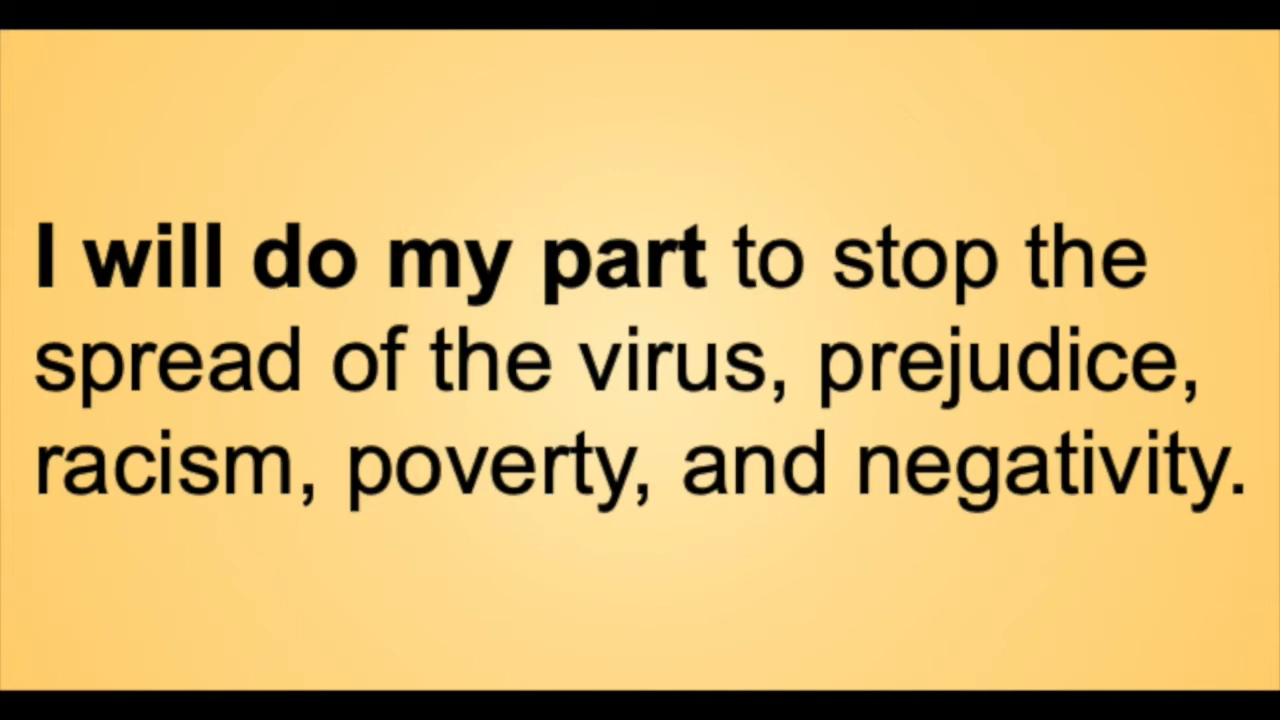 I will do my part to stop the
spread of the virus, prejudice,
racism, poverty, and negativity.